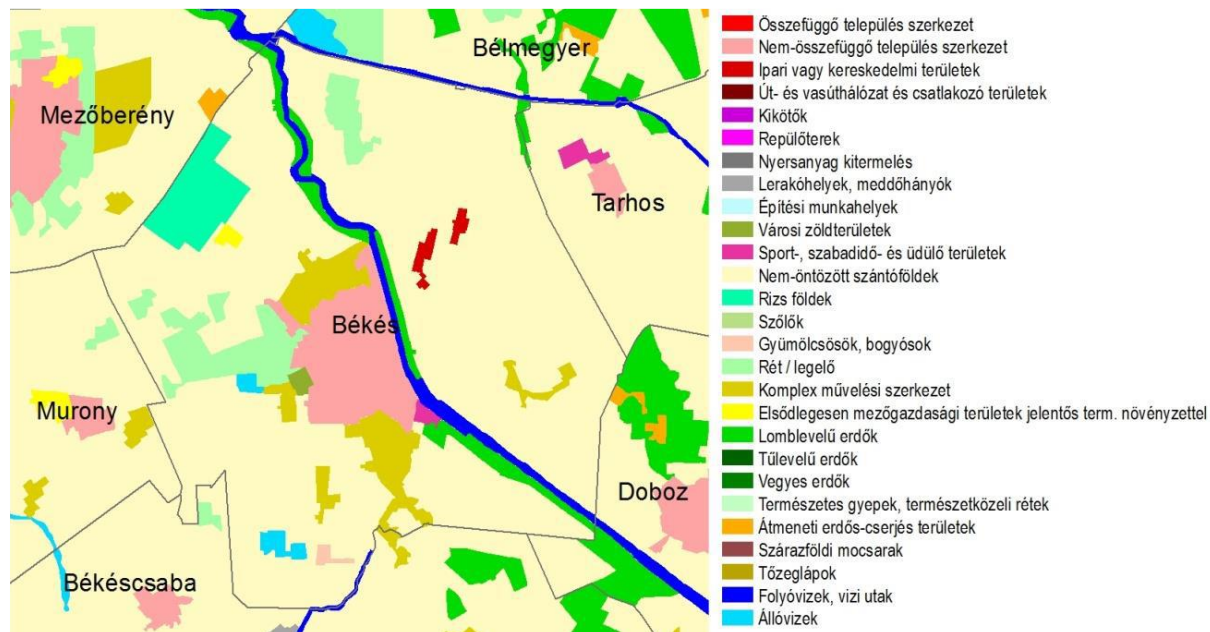 Bélmegyer
Mezőberény
Tarhos
Békés
Murony
Doboz
Békéscsaba
Összefüggő település szerkezet
Nem-összefüggő település szerkezet
Ipari vagy kereskedelmi területek
Út- és vasúthálózat és csatlakozó területek
Kikötők
Repülőterek
Nyersanyag kitermelés
Lerakóhelyek, meddőhányók
Építési munkahelyek
Városi zöldterületek
Sport-, szabadidő- és üdülő területek
Nem-öntözött szántóföldek
Rizs földek
Szőlők
Gyümölcsösök, bogyósok
Rét / legelő
Komplex művelési szerkezet
Elsődlegesen mezőgazdasági területek jelentős term. növényzettel
Lomblevelű erdők
Tűlevelű erdők
Vegyes erdők
Természetes gyepek, természetközeli rétek
Átmeneti erdős-cserjés területek
Szárazföldi mocsarak
Tőzeglápok
Folyóvizek, vizi utak
Állóvizek